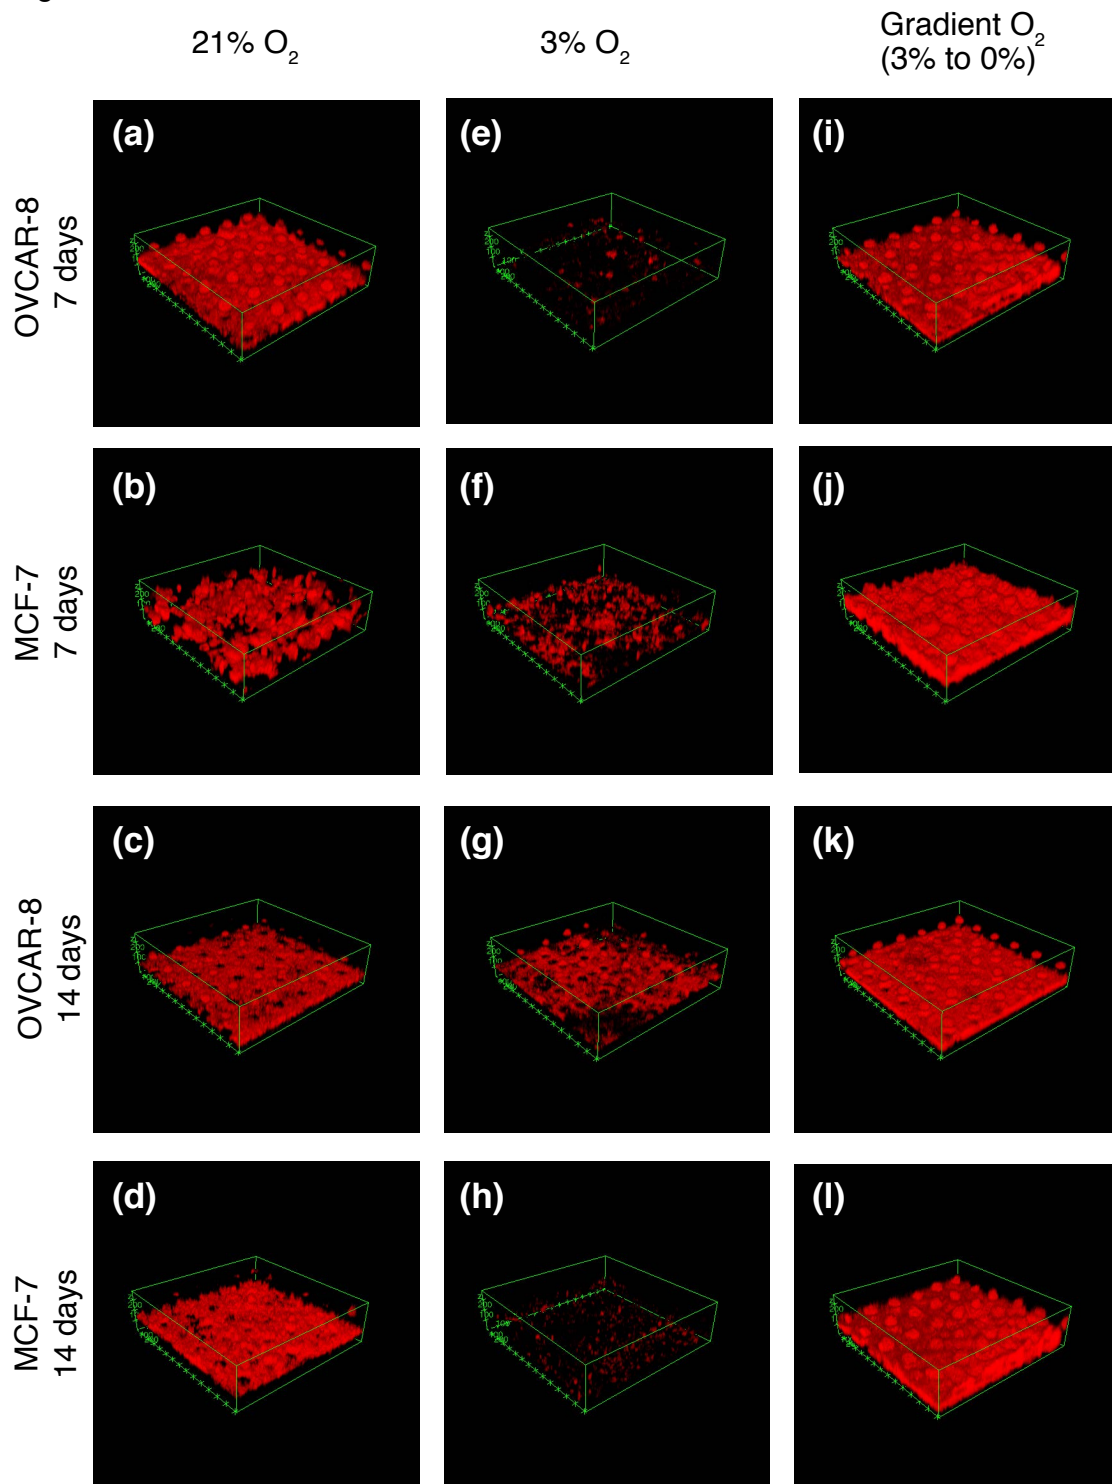 21% O₂
3% O₂
Gradient O₂
(3% to 0%)
OVCAR-8
7 days
(a)
(e)
(i)
MCF-7
7 days
(b)
(f)
(j)
OVCAR-8
14 days
(c)
(g)
(k)
MCF-7
14 days
(d)
(h)
(l)